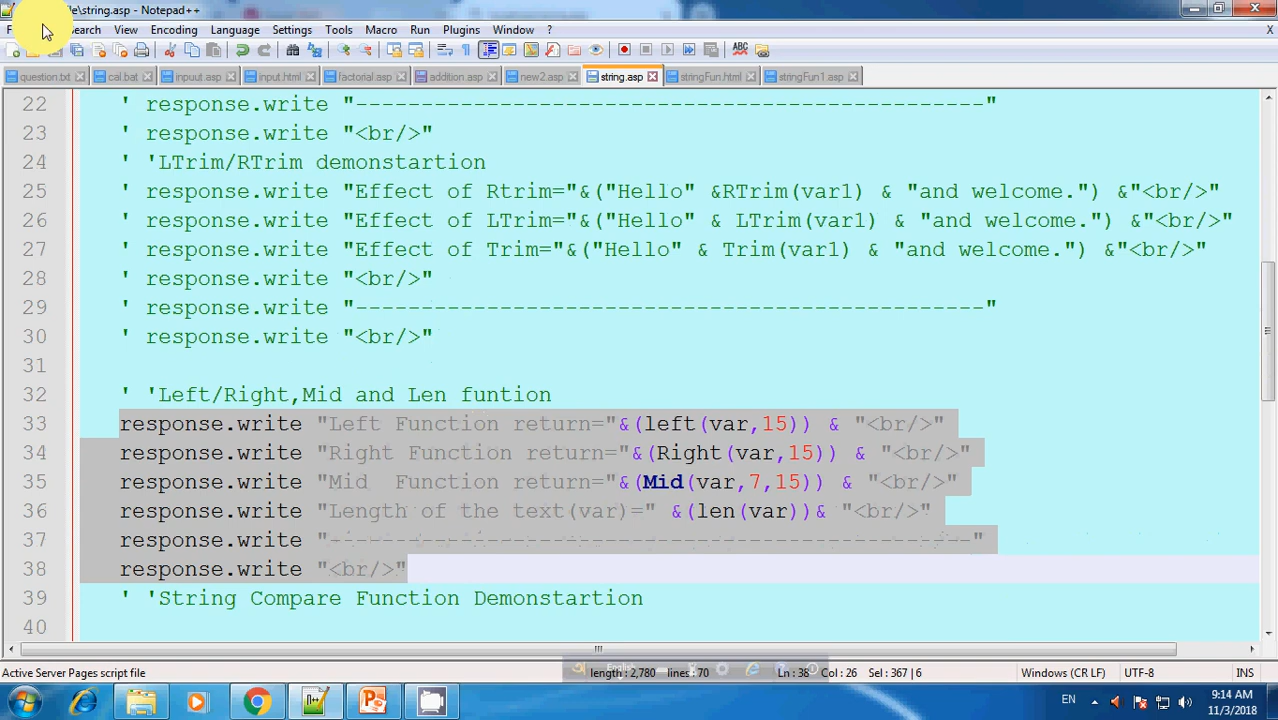 le\string.asp - Notepad++
F earch View Encoding Language Settings Tools Macro Run Plugins Window ? X
question.txt cal.bat inpuut.asp input.html factorial.asp addition.asp new2.asp string.asp stringFun.html stringFun1.asp
22 ' response.write "------------------------------------------------"
23 ' response.write "<br/>"
24 ' 'LTrim/RTrim demonstartion
25 ' response.write "Effect of Rtrim="&("Hello" &RTrim(var1) & "and welcome.") &"<br/>"
26 ' response.write "Effect of LTrim="&("Hello" & LTrim(var1) & "and welcome.") &"<br/>"
27 ' response.write "Effect of Trim="&("Hello" & Trim(var1) & "and welcome.") &"<br/>"
28 ' response.write "<br/>"
29 ' response.write "------------------------------------------------"
30 ' response.write "<br/>"
31
32 ' 'Left/Right,Mid and Len funtion
33 response.write "Left Function return="&(left(var,15)) & "<br/>"
34 response.write "Right Function return="&(Right(var,15)) & "<br/>"
35 response.write "Mid  Function return="&(Mid(var,7,15)) & "<br/>"
36 response.write "Length of the text(var)=" &(len(var))& "<br/>"
37 response.write "-------------------------------------------------"
38 response.write "<br/>"
39 ' 'String Compare Function Demonstartion
40
Active Server Pages script file length : 2,780 lines : 70 Ln : 38 Col : 26 Sel : 367 | 6 Windows (CR LF) UTF-8 INS
EN 9:14 AM
11/3/2018